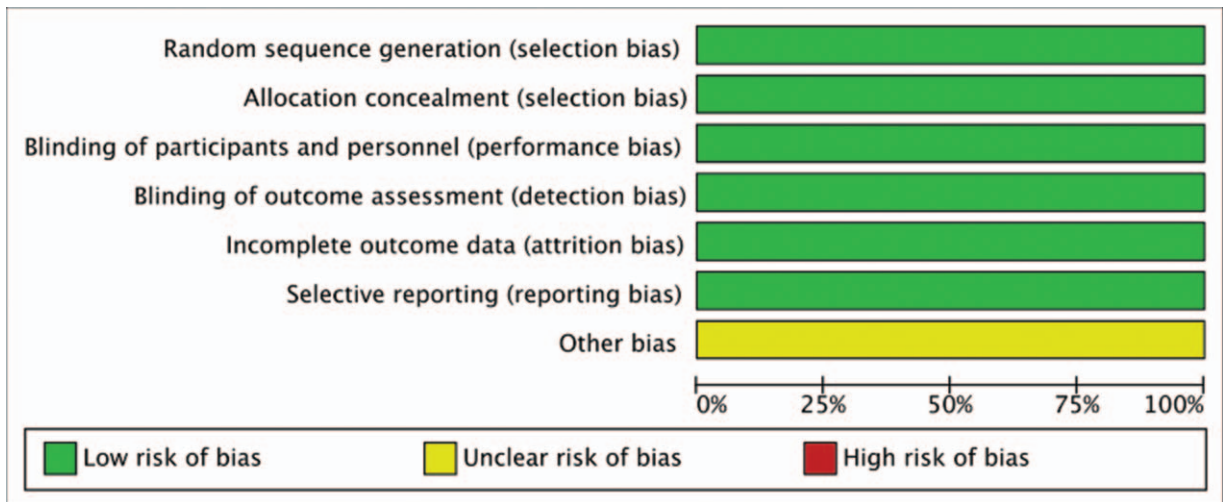 Random sequence generation (selection bias)
Allocation concealment (selection bias)
Blinding of participants and personnel (performance bias)
Blinding of outcome assessment (detection bias)
Incomplete outcome data (attrition bias)
Selective reporting (reporting bias)
Other bias
0% 25% 50% 75% 100%
Low risk of bias Unclear risk of bias High risk of bias